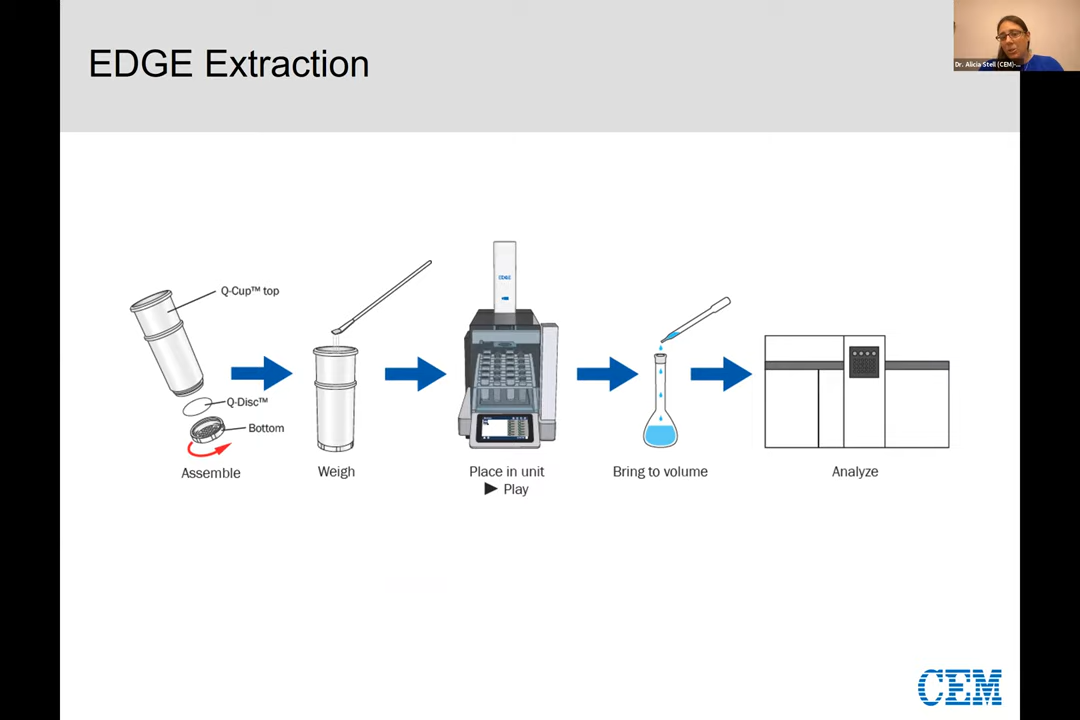 EDGE Extraction
Dr. Alicia Stell (CEM)-...
Q-Cup™ top
Q-Disc™
Bottom
EDGE
Assemble
Weigh
Place in unit
▶ Play
Bring to volume
Analyze
CEM